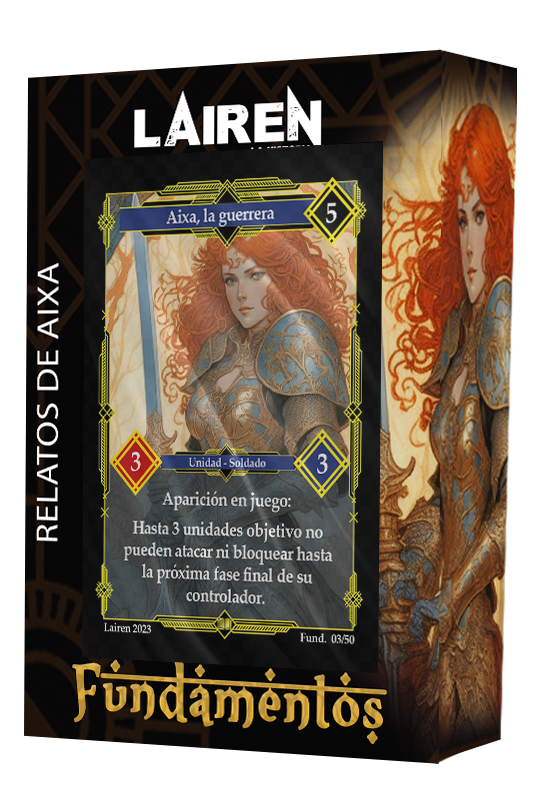 LAIREN
RELATOS DE AIXA
Aixa, la guerrera
5
3
Unidad - Soldado
3
Aparición en juego:
Hasta 3 unidades objetivo no
pueden atacar ni bloquear hasta
la próxima fase final de su
controlador.
Lairen 2023
Fund. 03/50
Fundamentos